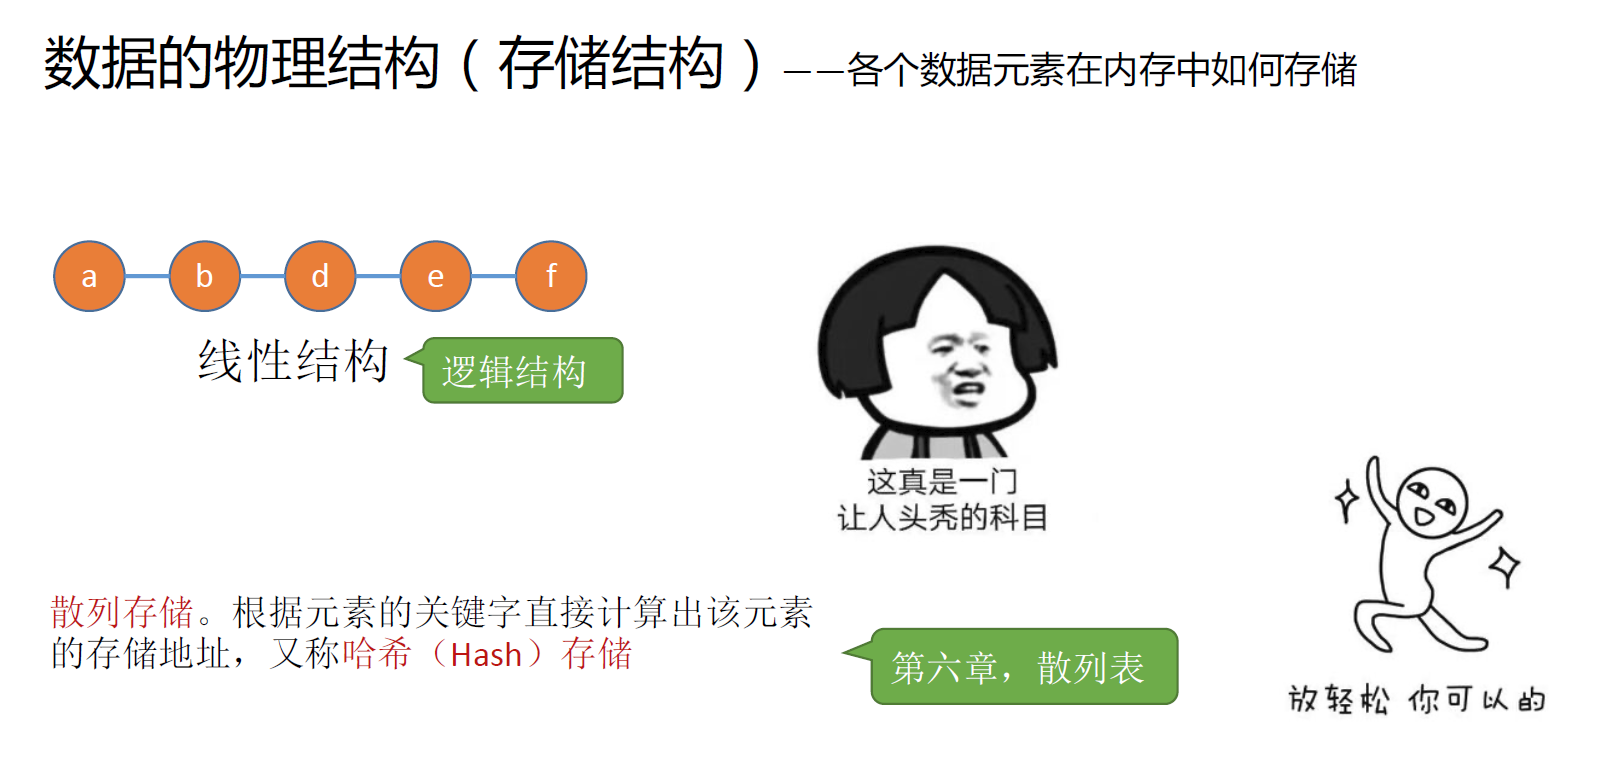 数据的物理结构（存储结构）——各个数据元素在内存中如何存储
a b d e f
线性结构
逻辑结构
这真是一门
让人头秃的科目
散列存储。根据元素的关键字直接计算出该元素
的存储地址，又称哈希（Hash）存储
第六章，散列表
放轻松 你可以的